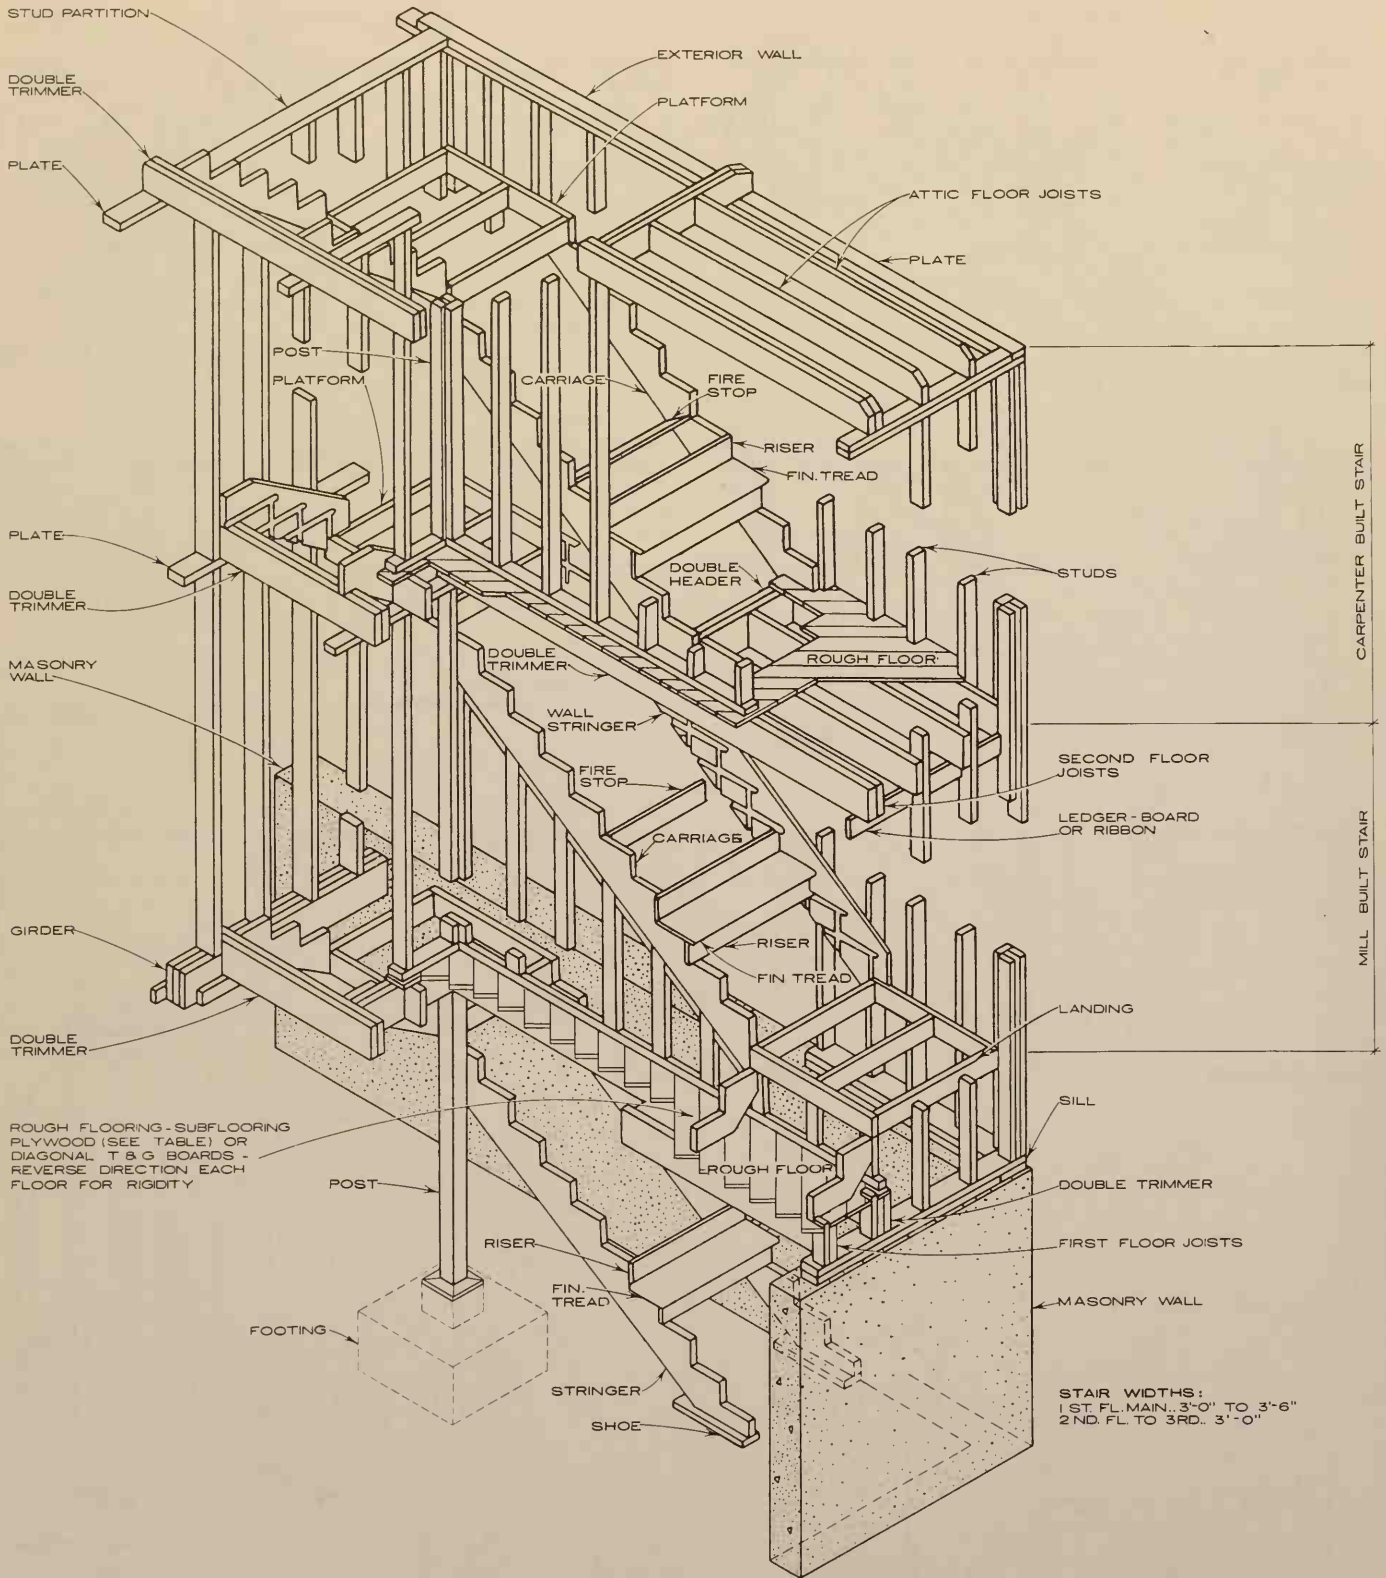 STUD PARTITION
DOUBLE
TRIMMER
PLATE
EXTERIOR WALL
PLATFORM
ATTIC FLOOR JOISTS
PLATE
POST
PLATFORM
CARRIAGE
FIRE
STOP
RISER
FIN. TREAD
CARPENTER BUILT STAIR
PLATE
DOUBLE
TRIMMER
DOUBLE
HEADER
STUDS
ROUGH FLOOR
MASONRY
WALL
DOUBLE
TRIMMER
WALL
STRINGER
FIRE
STOP
SECOND FLOOR
JOISTS
LEDGER-BOARD
OR RIBBON
CARRIAGE
MILL BUILT STAIR
GIRDER
RISER
FIN TREAD
LANDING
DOUBLE
TRIMMER
SILL
ROUGH FLOORING-SUBFLOORING
PLYWOOD (SEE TABLE) OR
DIAGONAL T & G BOARDS -
REVERSE DIRECTION EACH
FLOOR FOR RIGIDITY
ROUGH FLOOR
POST
DOUBLE TRIMMER
RISER
FIRST FLOOR JOISTS
FIN.
TREAD
MASONRY WALL
FOOTING
STRINGER
SHOE
STAIR WIDTHS:
1 ST. FL. MAIN.. 3'-0" TO 3'-6"
2 ND. FL. TO 3RD.. 3'-0"